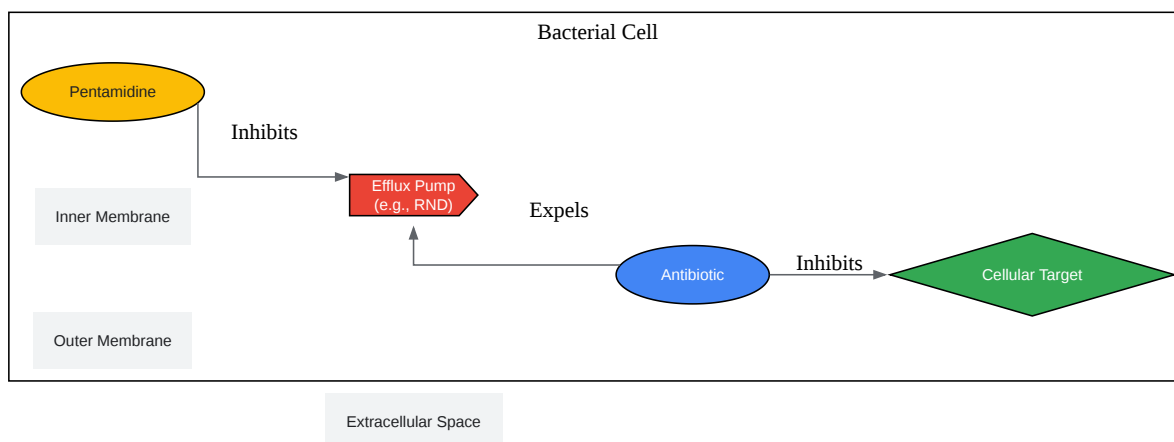 Bacterial Cell
Pentamidine
Inhibits
Efflux Pump
(e.g., RND)
Inner Membrane
Expels
Antibiotic
Inhibits
Cellular Target
Outer Membrane
Extracellular Space